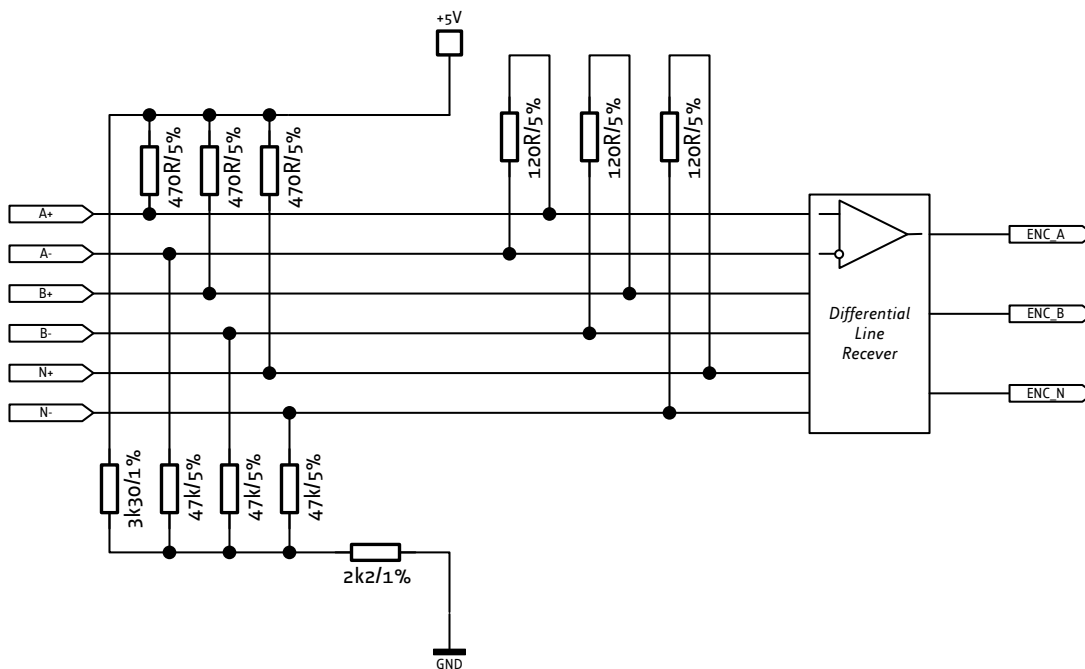 +5V
470R/5%
470R/5%
470R/5%
120R/5%
120R/5%
120R/5%
A+
A-
B+
B-
N+
N-
ENC_A
ENC_B
ENC_N
Differential
Line
Recever
3k30/1%
47k/5%
47k/5%
47k/5%
2k2/1%
GND